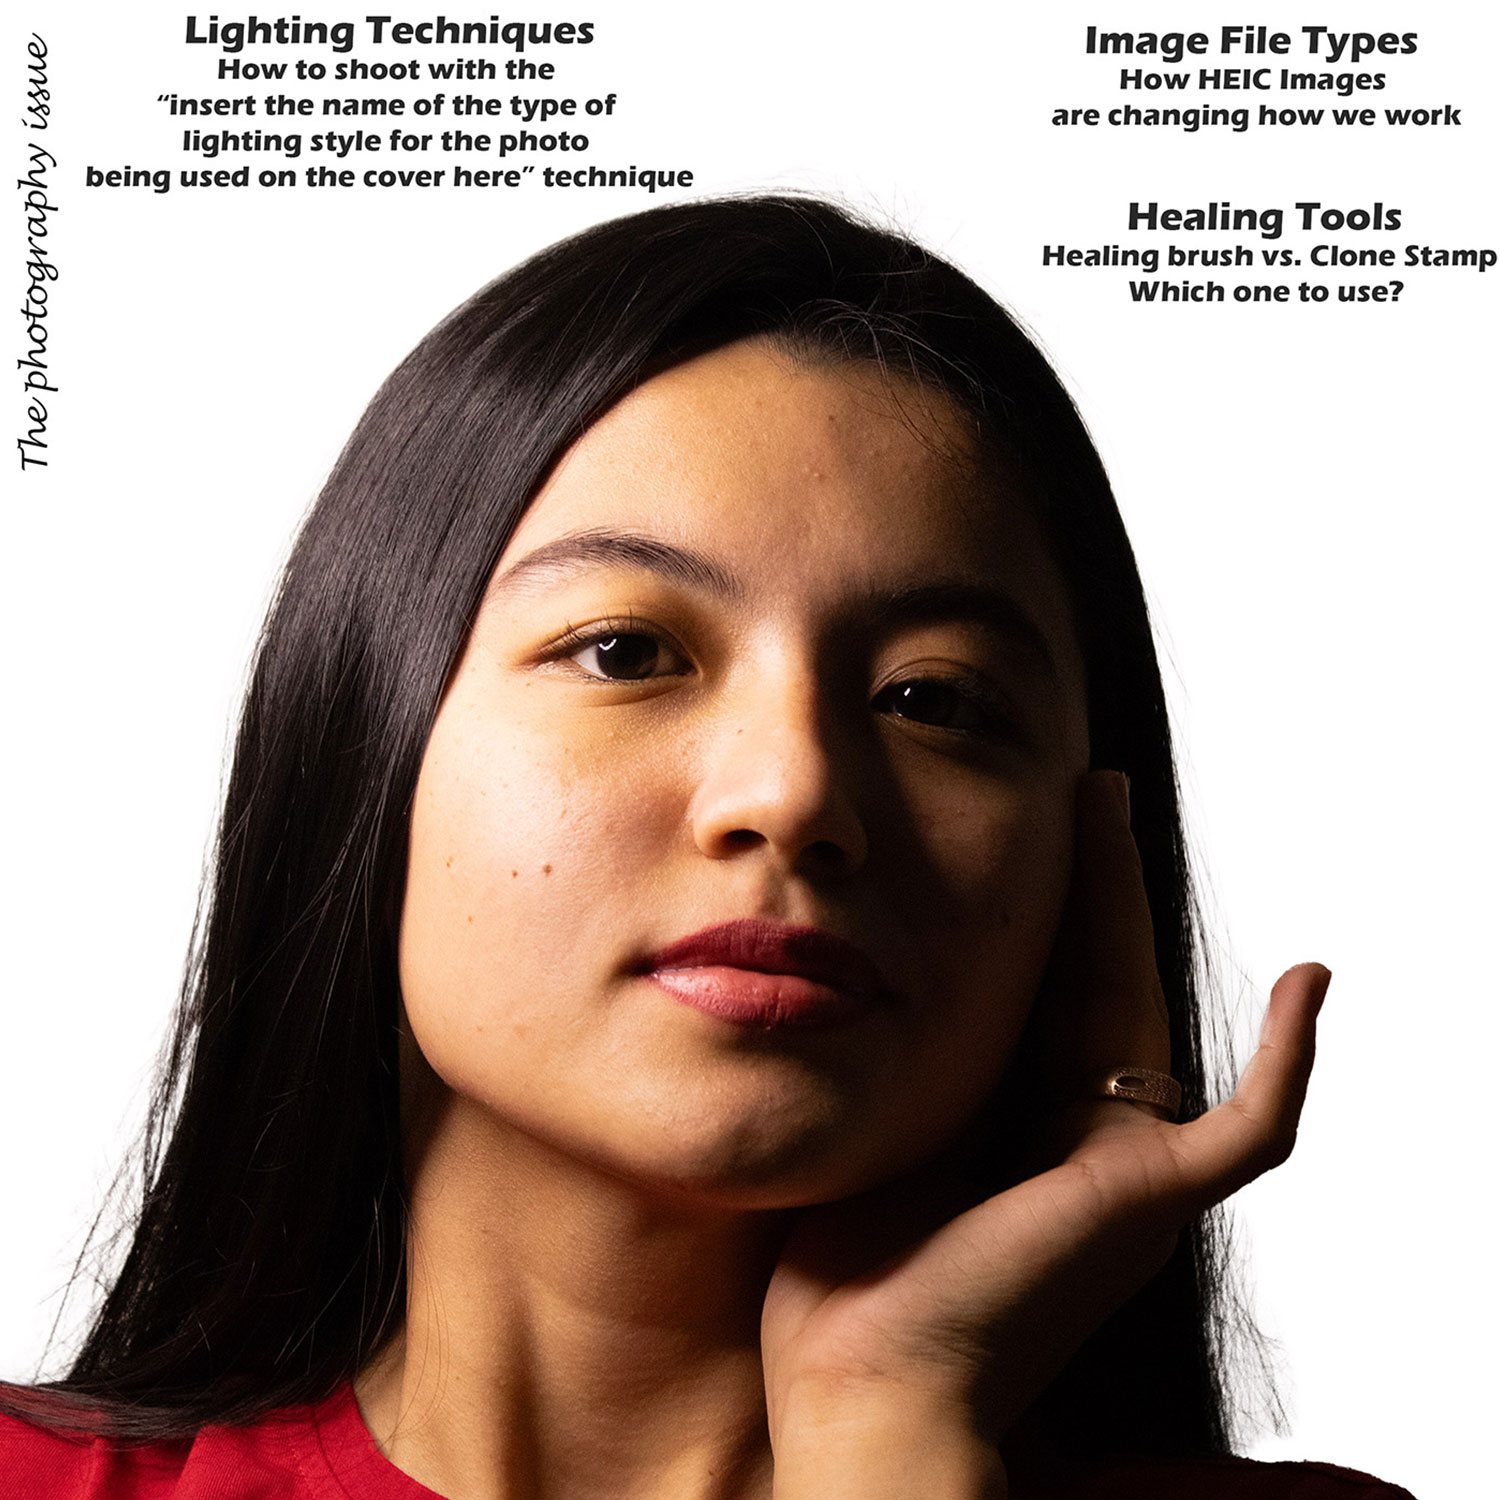 The photography issue
Lighting Techniques
How to shoot with the
“insert the name of the type of
lighting style for the photo
being used on the cover here” technique
Image File Types
How HEIC Images
are changing how we work
Healing Tools
Healing brush vs. Clone Stamp
Which one to use?